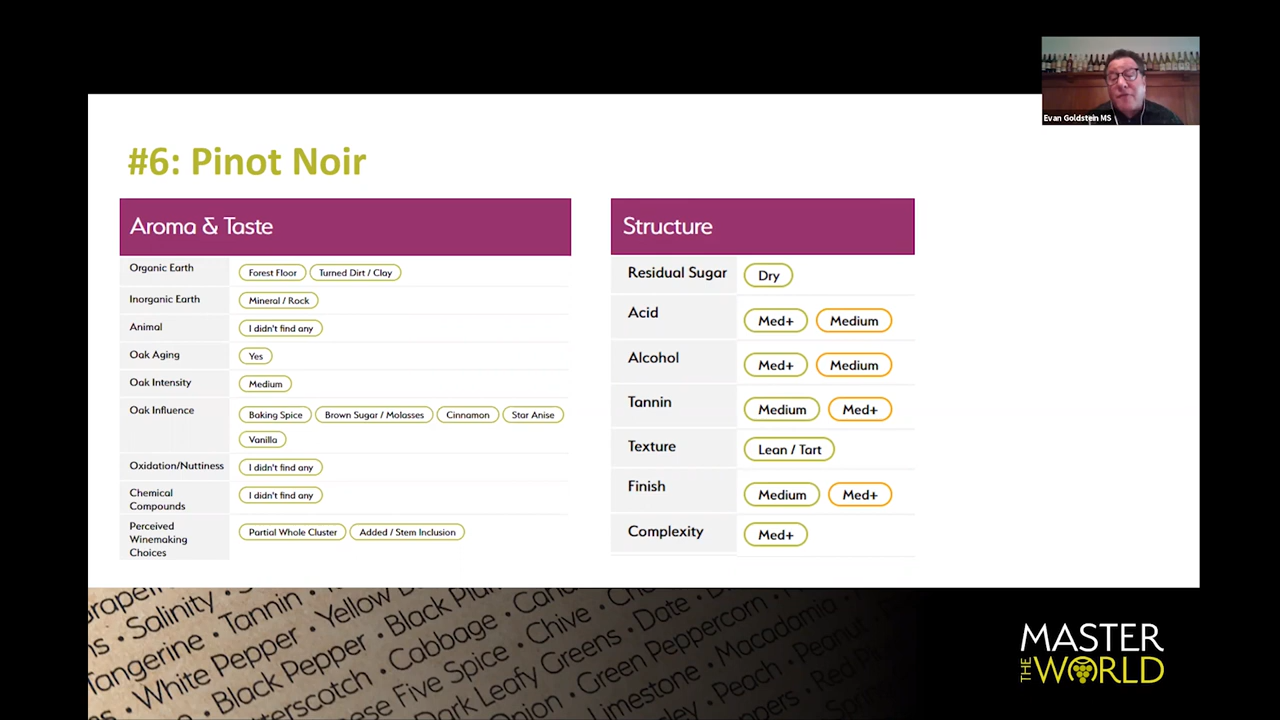 Evan Goldstein MS
#6: Pinot Noir
Aroma & Taste
Organic Earth
Forest Floor
Turned Dirt / Clay
Inorganic Earth
Mineral / Rock
Animal
I didn't find any
Oak Aging
Yes
Oak Intensity
Medium
Oak Influence
Baking Spice
Brown Sugar / Molasses
Cinnamon
Star Anise
Vanilla
Oxidation/Nuttiness
I didn't find any
Chemical
Compounds
I didn't find any
Perceived
Winemaking
Choices
Partial Whole Cluster
Added / Stem Inclusion
Structure
Residual Sugar
Dry
Acid
Med+
Medium
Alcohol
Med+
Medium
Tannin
Medium
Med+
Texture
Lean / Tart
Finish
Medium
Med+
Complexity
Med+
• Salinity •
Tangerine • Tannin •
• White Pepper • Yellow
• Black Pepper • Black
Cabbage •
Five Spice • Chive •
Dark Leafy Greens • Date •
• Green Peppercorn •
Limestone • Macadamia •
• Peach • Peanut
MASTER
THE WORLD